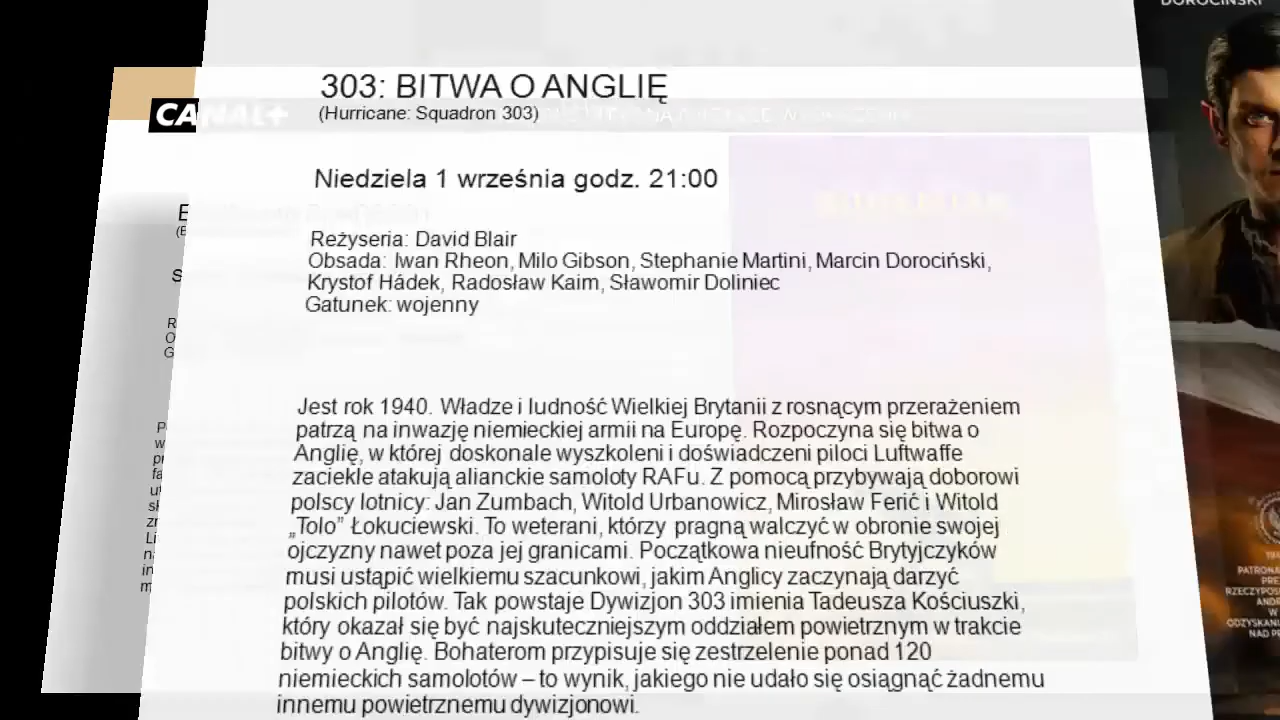 DOROCIŃSKI
303: BITWA O ANGLIĘ
CANAL+
(Hurricane: Squadron 303)
Niedziela 1 września godz. 21:00
Reżyseria: David Blair
Obsada: Iwan Rheon, Milo Gibson, Stephanie Martini, Marcin Dorociński,
Krystof Hádek, Radosław Kaim, Sławomir Doliniec
Gatunek: wojenny
Jest rok 1940. Władze i ludność Wielkiej Brytanii z rosnącym przerażeniem
patrzą na inwazję niemieckiej armii na Europę. Rozpoczyna się bitwa o
Anglię, w której doskonale wyszkoleni i doświadczeni piloci Luftwaffe
zaciekle atakują alianckie samoloty RAFu. Z pomocą przybywają doborowi
polscy lotnicy: Jan Zumbach, Witold Urbanowicz, Mirosław Ferić i Witold
„Tolo” Łokuciewski. To weterani, którzy pragną walczyć w obronie swojej
ojczyzny nawet poza jej granicami. Początkowa nieufność Brytyjczyków
musi ustąpić wielkiemu szacunkowi, jakim Anglicy zaczynają darzyć
polskich pilotów. Tak powstaje Dywizjon 303 imienia Tadeusza Kościuszki,
który okazał się być najskuteczniejszym oddziałem powietrznym w trakcie
bitwy o Anglię. Bohaterom przypisuje się zestrzelenie ponad 120
niemieckich samolotów – to wynik, jakiego nie udało się osiągnąć żadnemu
innemu powietrznemu dywizjonowi.